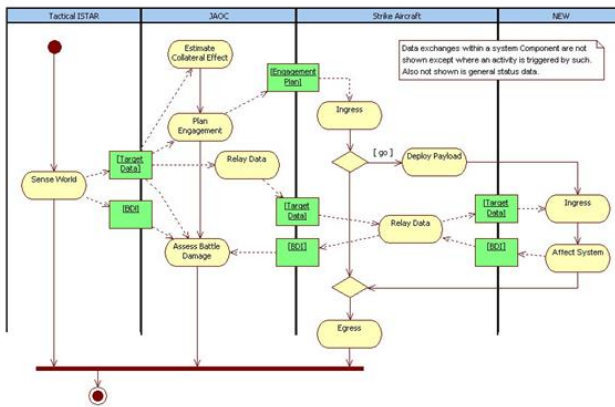 Tactical ISTAR
JAOC
Strike Aircraft
NEW
Data exchanges within a system Component are not
shown except where an activity is triggered by such.
Also not shown is general status data.
Estimate
Collateral Effect
[Engagement
Plan]
Plan
Engagement
Ingress
[ go ]
Deploy Payload
[Target
Data]
Relay Data
Sense World
[BDI]
[Target
Data]
Relay Data
[Target
Data]
Ingress
Assess Battle
Damage
[BDI]
[BDI]
Affect System
Egress